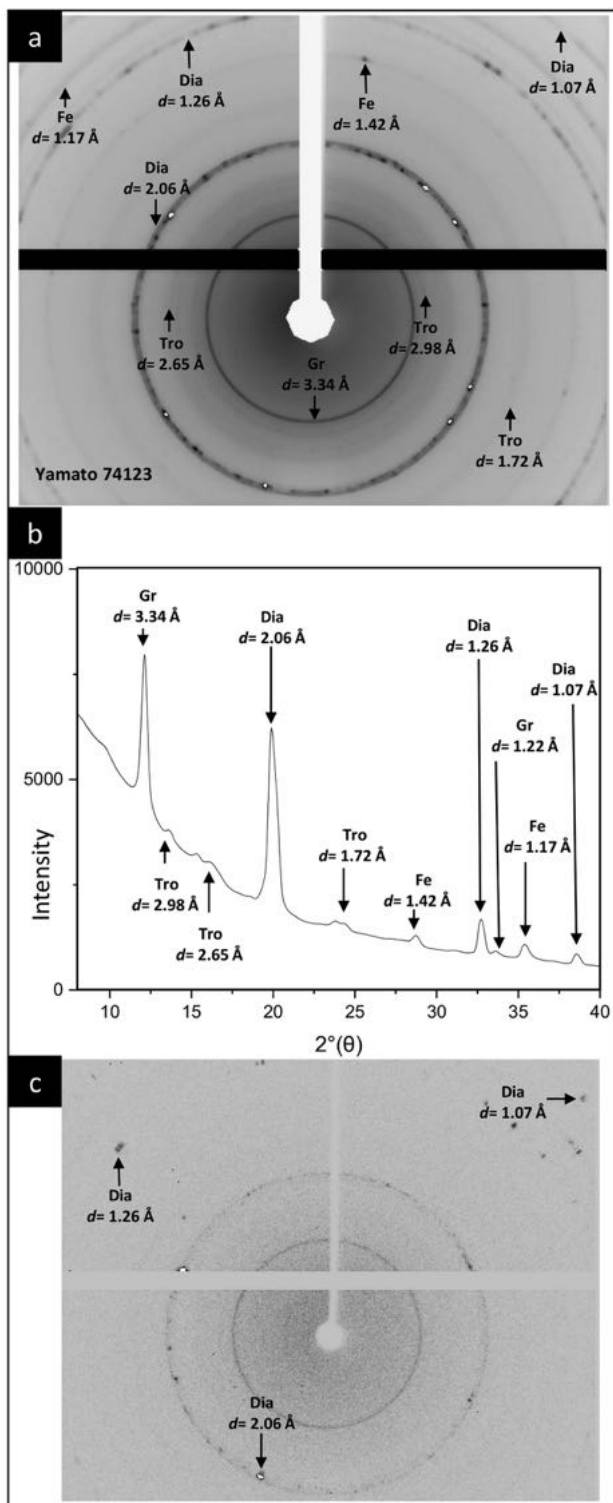 a
Dia
d= 1.26 Å
Dia
d= 1.07 Å
Fe
d= 1.17 Å
Fe
d= 1.42 Å
Dia
d= 2.06 Å
Tro
d= 2.65 Å
Tro
d= 2.98 Å
Gr
d= 3.34 Å
Tro
d= 1.72 Å
Yamato 74123
b
10000
5000
0
Intensity
Gr
d= 3.34 Å
Dia
d= 2.06 Å
Dia
d= 1.26 Å
Dia
d= 1.07 Å
Gr
d= 1.22 Å
Fe
d= 1.17 Å
Tro
d= 1.72 Å
Fe
d= 1.42 Å
Tro
d= 2.98 Å
Tro
d= 2.65 Å
10 15 20 25 30 35 40
2°(θ)
c
Dia
d= 1.07 Å
Dia
d= 1.26 Å
Dia
d= 2.06 Å